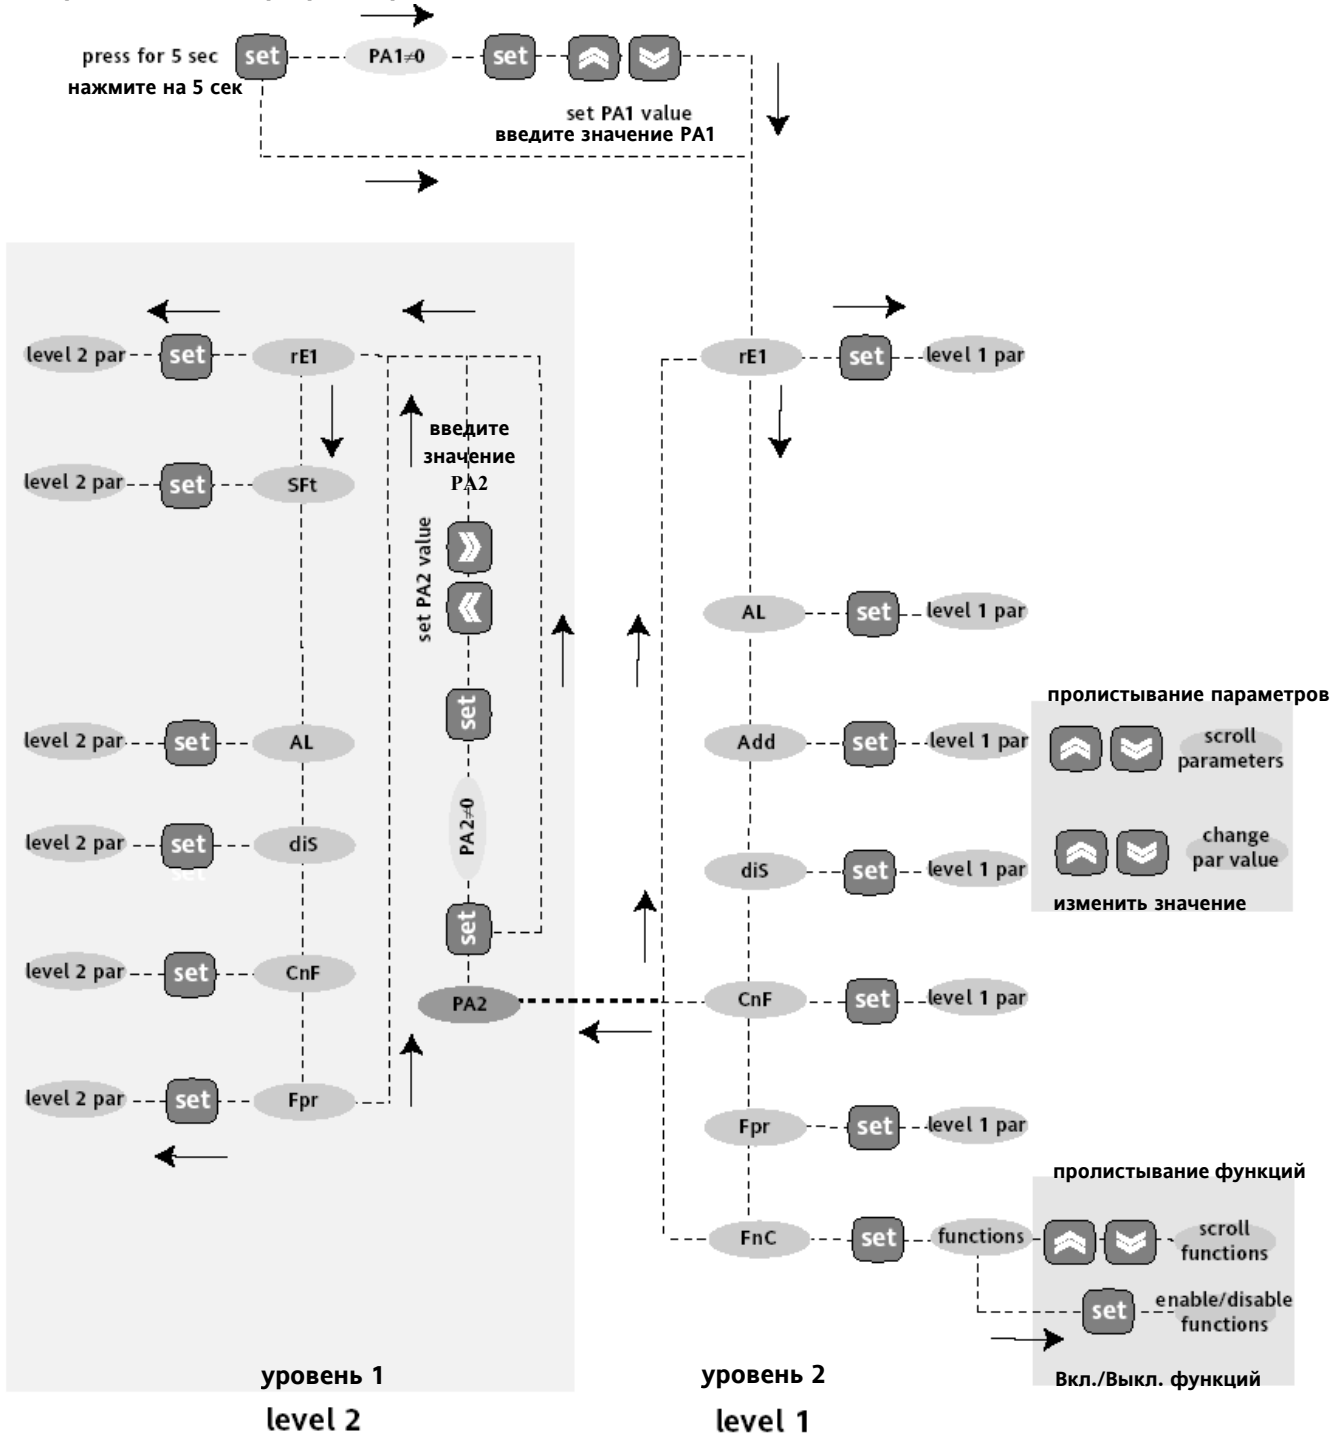 press for 5 sec set PA1≠0 set
нажмите на 5 сек
set PA1 value
введите значение PA1
level 2 par set rE1
rE1 set level 1 par
введите
значение
PA2
level 2 par set SFt
set PA2 value
AL set level 1 par
set
пролистывание параметров
level 2 par set AL
Add set level 1 par
scroll
parameters
PA2≠0
level 2 par set diS
set
change
par value
diS set level 1 par
изменить значение
set
level 2 par set CnF
PA2
CnF set level 1 par
level 2 par set Fpr
Fpr set level 1 par
пролистывание функций
FnC set functions
scroll
functions
set
enable/disable
functions
Вкл./Выкл. функций
уровень 1
level 2
уровень 2
level 1